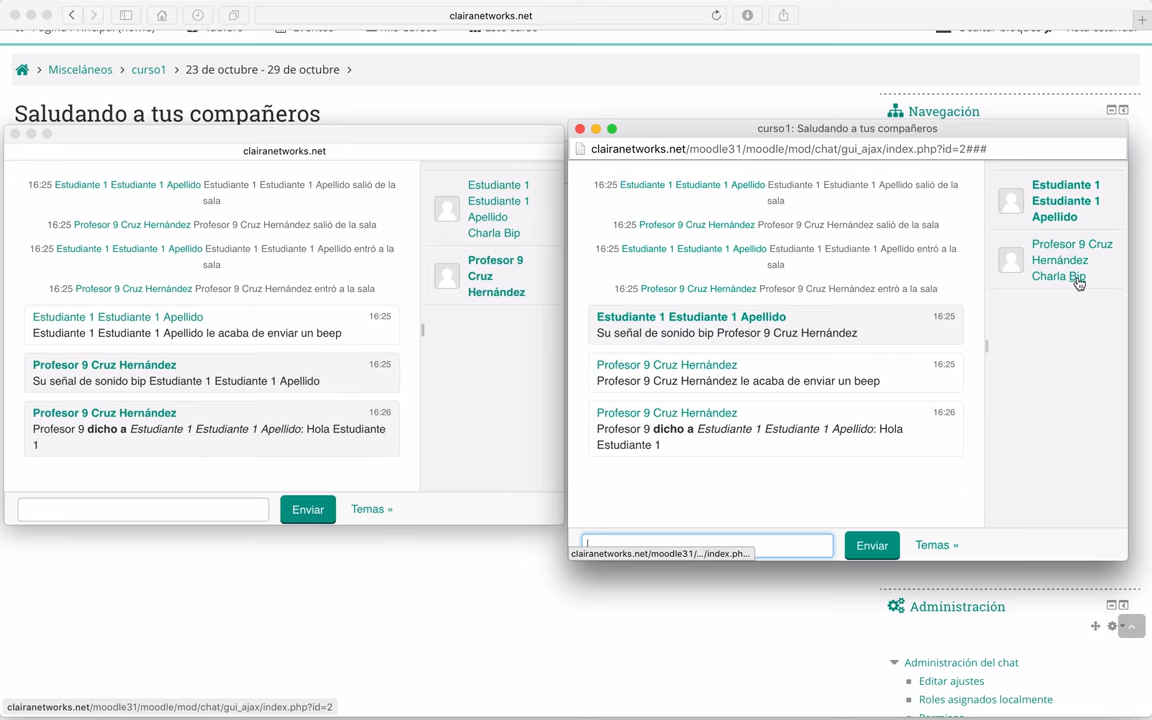 clairanetworks.net
Misceláneos
curso1
23 de octubre - 29 de octubre
Saludando a tus compañeros
Navegación
clairanetworks.net
16:25 Estudiante 1 Estudiante 1 Apellido Estudiante 1 Estudiante 1 Apellido salió de la
sala
16:25 Profesor 9 Cruz Hernández Profesor 9 Cruz Hernández salió de la sala
16:25 Estudiante 1 Estudiante 1 Apellido Estudiante 1 Estudiante 1 Apellido entró a la
sala
16:25 Profesor 9 Cruz Hernández Profesor 9 Cruz Hernández entró a la sala
Estudiante 1 Estudiante 1 Apellido 16:25
Estudiante 1 Estudiante 1 Apellido le acaba de enviar un beep
Profesor 9 Cruz Hernández 16:25
Su señal de sonido bip Estudiante 1 Estudiante 1 Apellido
Profesor 9 Cruz Hernández 16:26
Profesor 9 dicho a Estudiante 1 Estudiante 1 Apellido: Hola Estudiante
1
Estudiante 1
Estudiante 1
Apellido
Charla Bip
Profesor 9
Cruz
Hernández
Enviar
Temas »
curso1: Saludando a tus compañeros
clairanetworks.net/moodle31/moodle/mod/chat/gui_ajax/index.php?id=2###
16:25 Estudiante 1 Estudiante 1 Apellido Estudiante 1 Estudiante 1 Apellido salió de la
sala
16:25 Profesor 9 Cruz Hernández Profesor 9 Cruz Hernández salió de la sala
16:25 Estudiante 1 Estudiante 1 Apellido Estudiante 1 Estudiante 1 Apellido entró a la
sala
16:25 Profesor 9 Cruz Hernández Profesor 9 Cruz Hernández entró a la sala
Estudiante 1 Estudiante 1 Apellido 16:25
Su señal de sonido bip Profesor 9 Cruz Hernández
Profesor 9 Cruz Hernández 16:25
Profesor 9 Cruz Hernández le acaba de enviar un beep
Profesor 9 Cruz Hernández 16:26
Profesor 9 dicho a Estudiante 1 Estudiante 1 Apellido: Hola
Estudiante 1
Estudiante 1
Estudiante 1
Apellido
Profesor 9 Cruz
Hernández
Charla Bip
Enviar
Temas »
clairanetworks.net/moodle31/.../index.ph...
Administración
Administración del chat
Editar ajustes
Roles asignados localmente
clairanetworks.net/moodle31/moodle/mod/chat/gui_ajax/index.php?id=2